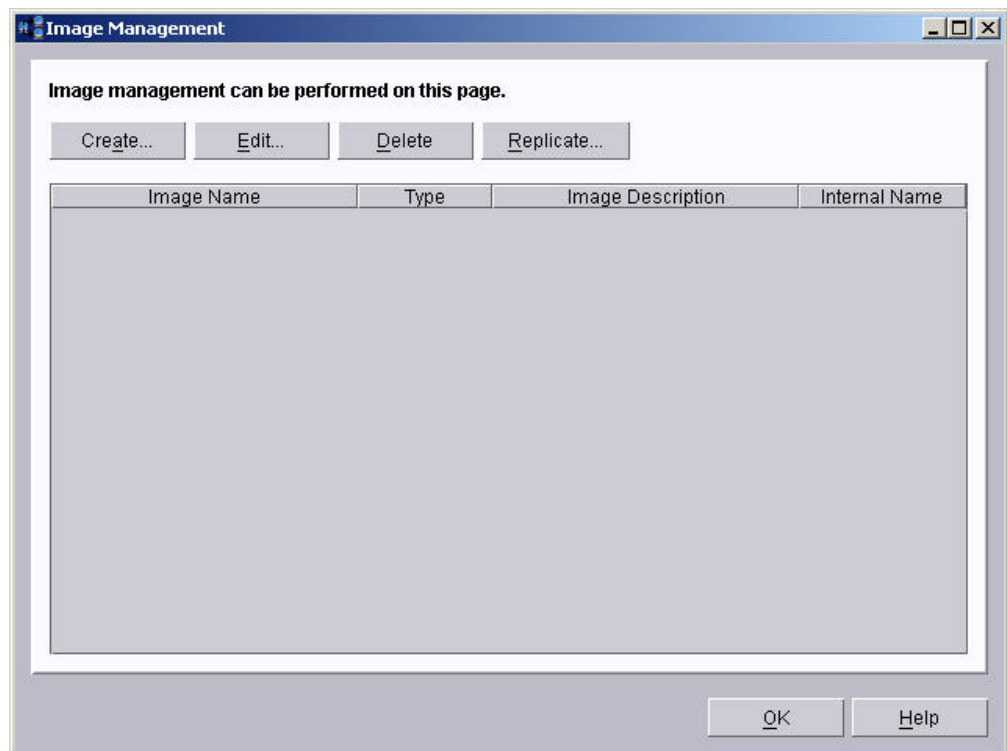 Image Management
Image management can be performed on this page.
Create... Edit... Delete Replicate...
Image Name Type Image Description Internal Name
OK Help